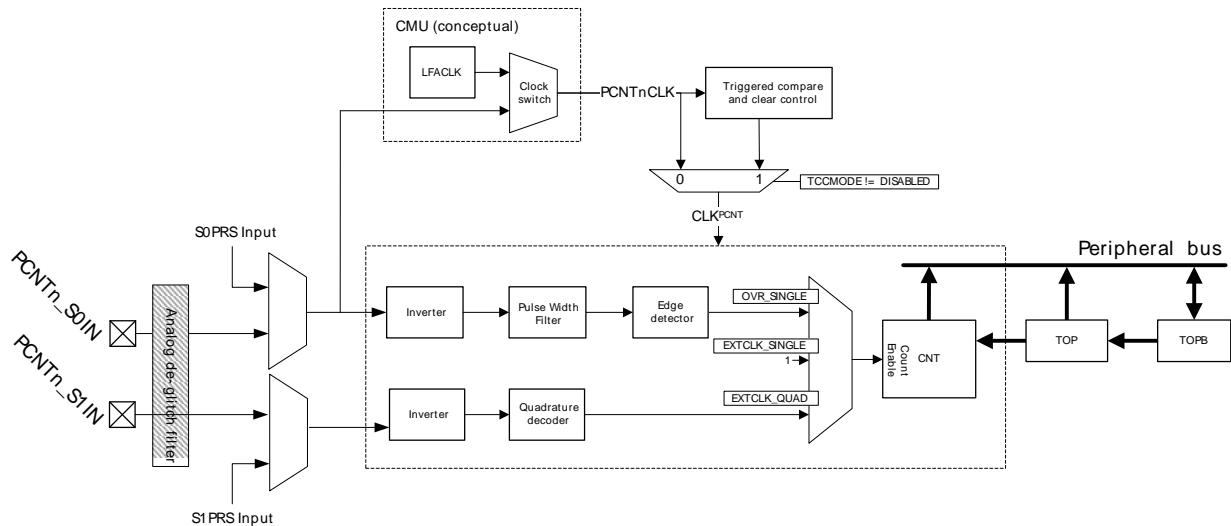 CMU (conceptual)
LFACLK
Clock
switch
PCNTnCLK
Triggered compare
and clear control
0
1
TCCMODE != DISABLED
CLKPCNT
S0PRS Input
PCNTn_S0IN
PCNTn_S1IN
Analog de-glitch filter
S1PRS Input
Inverter
Pulse Width
Filter
Edge
detector
OVR_SINGLE
EXTCLK_SINGLE
1
EXTCLK_QUAD
Inverter
Quadrature
decoder
Count
Enable
CNT
Peripheral bus
TOP
TOPB